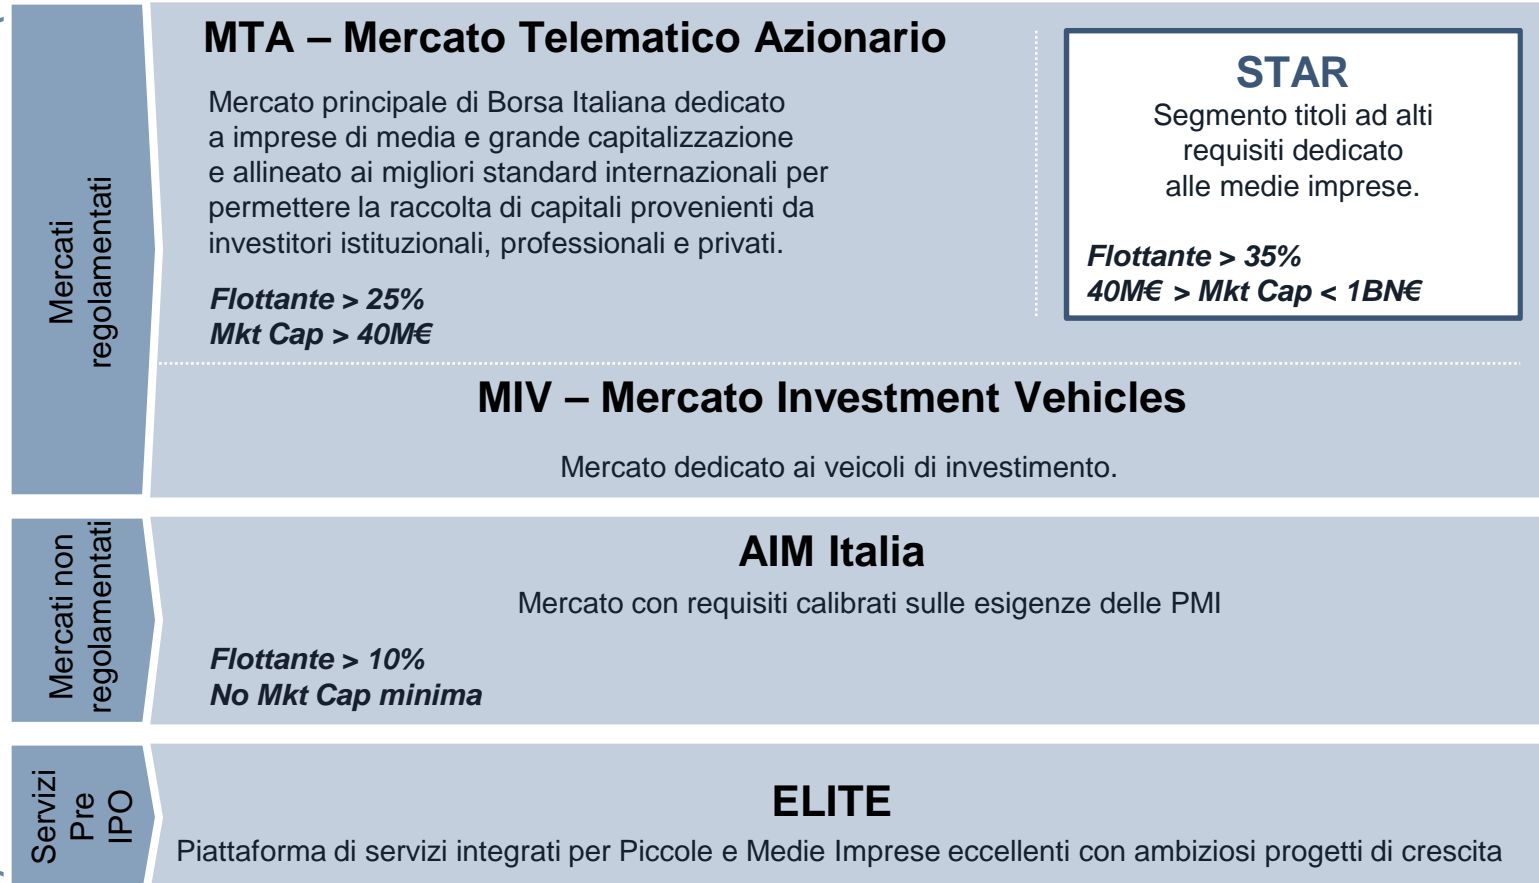 Mercati
regolamentati
MTA – Mercato Telematico Azionario
Mercato principale di Borsa Italiana dedicato
a imprese di media e grande capitalizzazione
e allineato ai migliori standard internazionali per
permettere la raccolta di capitali provenienti da
investitori istituzionali, professionali e privati.
Flottante > 25%
Mkt Cap > 40M€
STAR
Segmento titoli ad alti
requisiti dedicato
alle medie imprese.
Flottante > 35%
40M€ > Mkt Cap < 1BN€
MIV – Mercato Investment Vehicles
Mercato dedicato ai veicoli di investimento.
Mercati non
regolamentati
AIM Italia
Mercato con requisiti calibrati sulle esigenze delle PMI
Flottante > 10%
No Mkt Cap minima
Servizi
Pre
IPO
ELITE
Piattaforma di servizi integrati per Piccole e Medie Imprese eccellenti con ambiziosi progetti di crescita